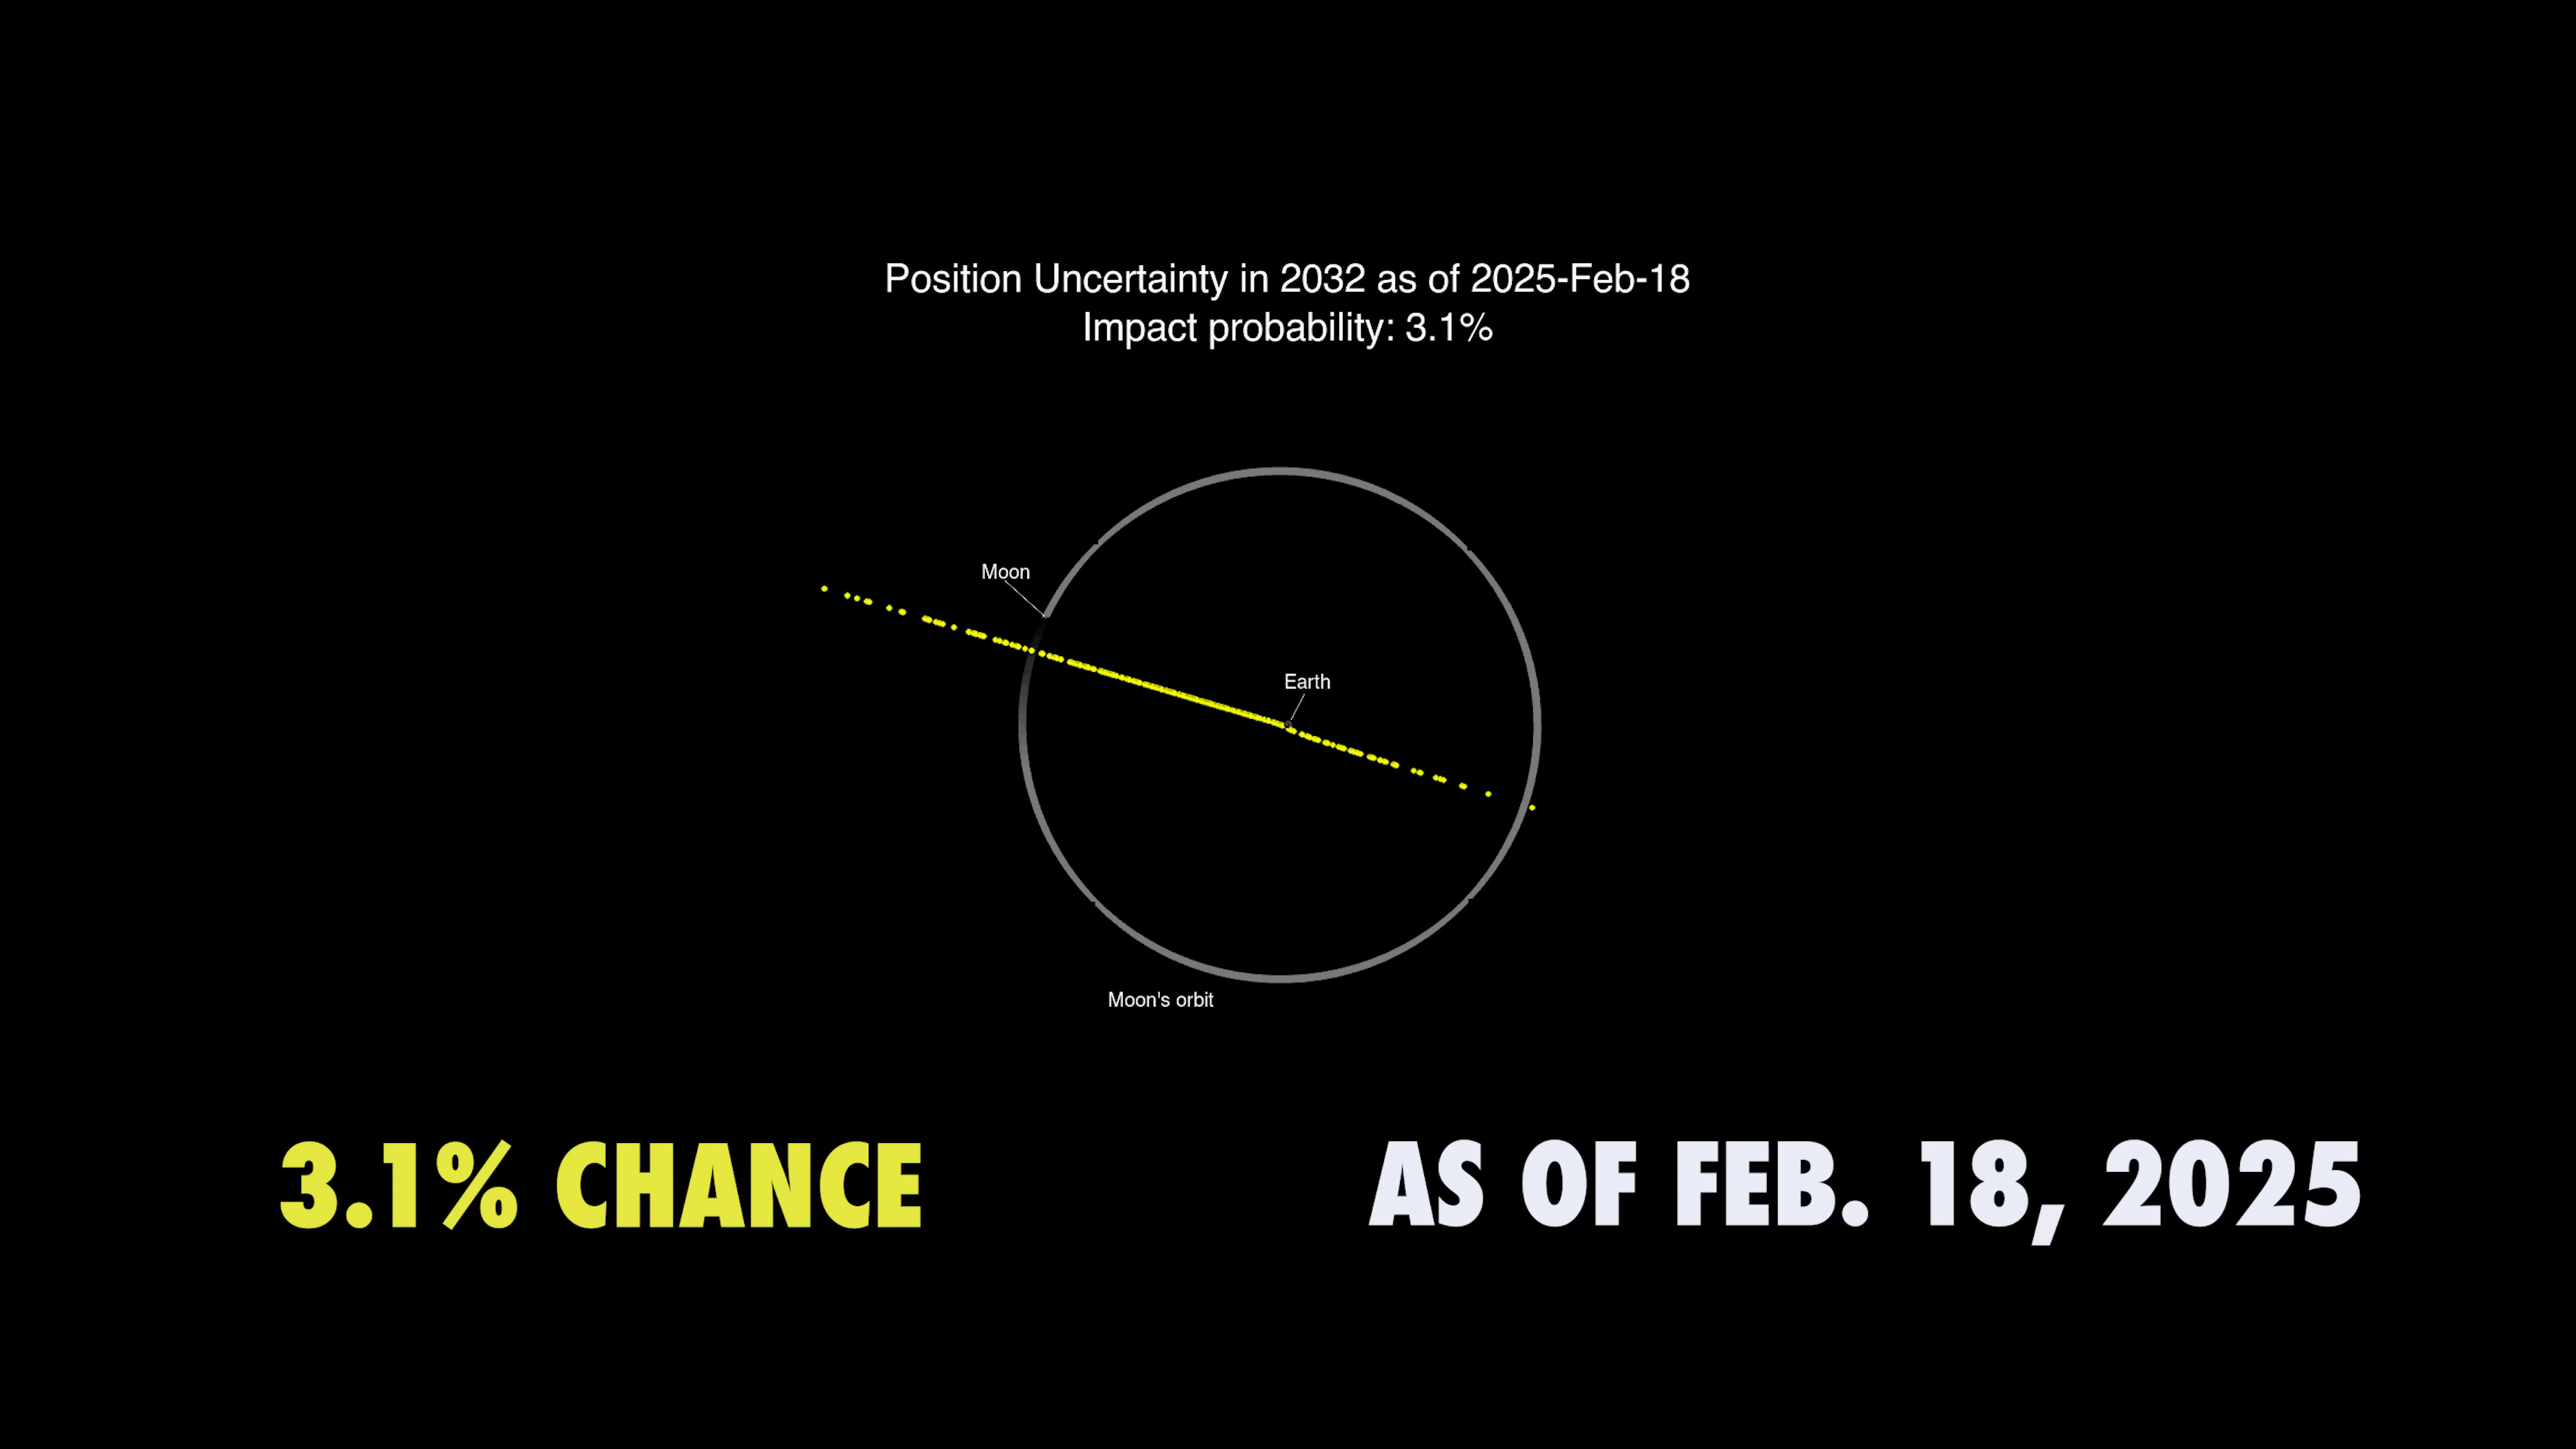 Position Uncertainty in 2032 as of 2025-Feb-18
Impact probability: 3.1%
Moon
Earth
Moon's orbit
3.1% CHANCE
AS OF FEB. 18, 2025